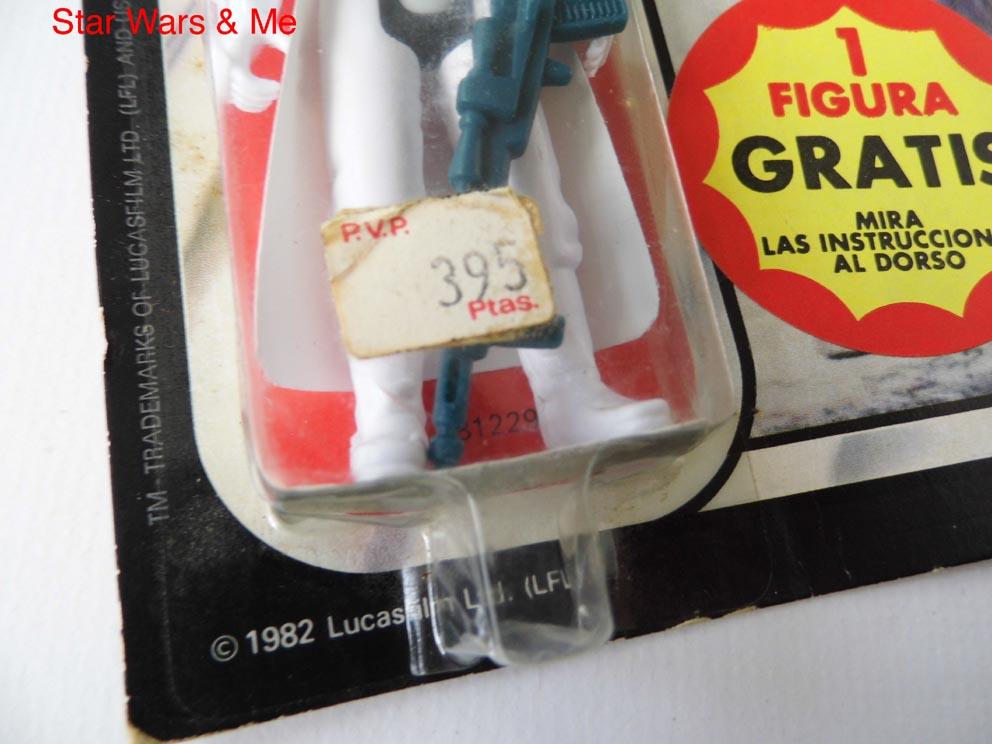 Star Wars & Me
TM - TRADEMARKS OF LUCASFILM LTD. (LFL) AND
1
FIGURA
GRATIS
MIRA
LAS INSTRUCCION
AL DORSO
P.V.P.
395
Ptas.
81229
© 1982 Lucasfilm Ltd. (LFL